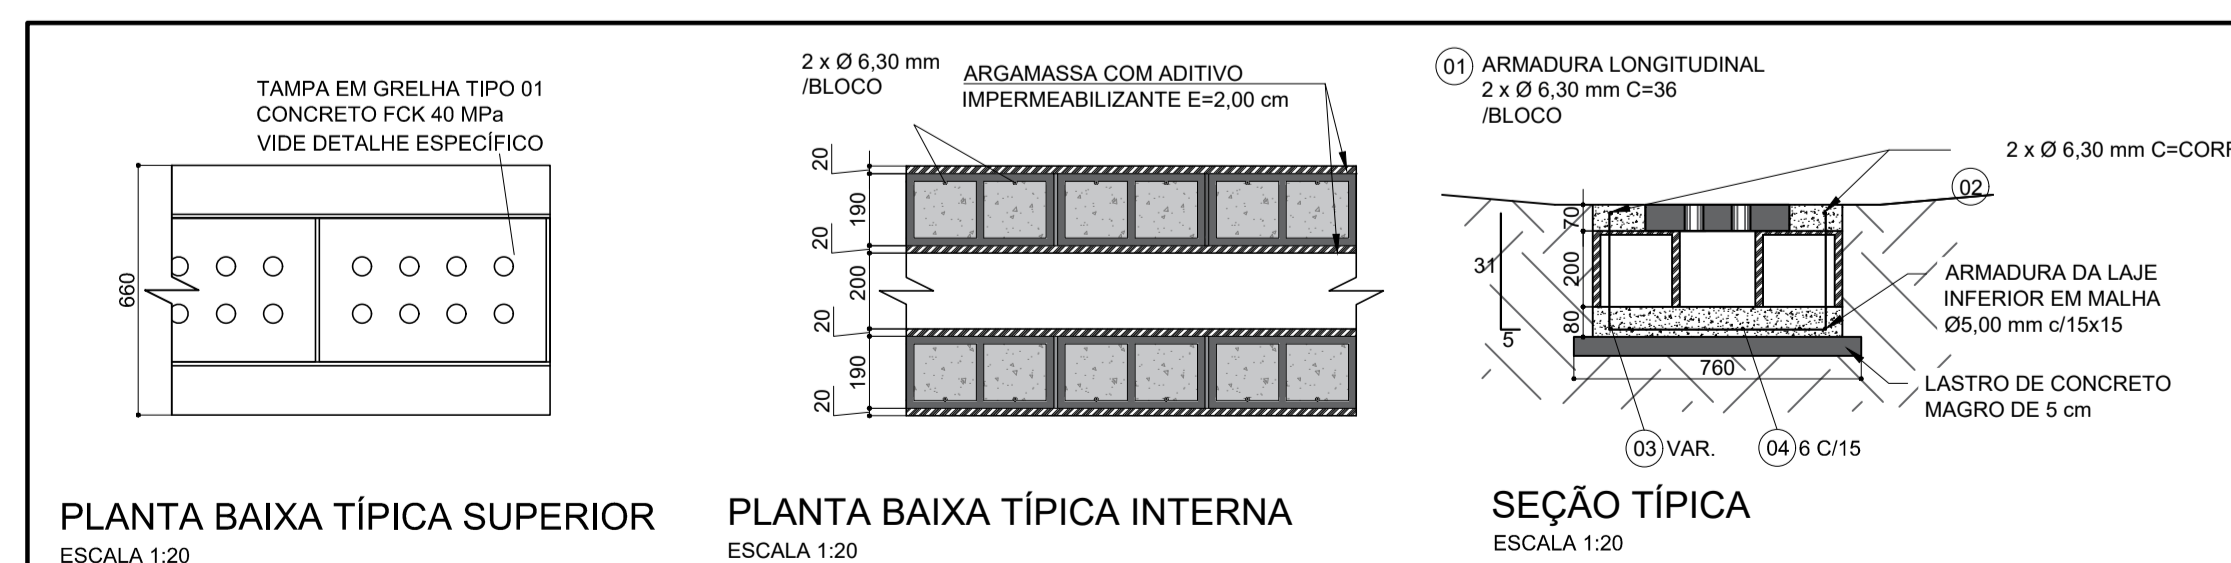 TAMPA EM GRELHA TIPO 01
CONCRETO FCK 40 MPa
VIDE DETALHE ESPECÍFICO
660
PLANTA BAIXA TÍPICA SUPERIOR
ESCALA 1:20
2 x Ø 6,30 mm
/BLOCO
ARGAMASSA COM ADITIVO
IMPERMEABILIZANTE E=2,00 cm
20
190
20
200
20
190
20
PLANTA BAIXA TÍPICA INTERNA
ESCALA 1:20
01 ARMADURA LONGITUDINAL
2 x Ø 6,30 mm C=36
/BLOCO
2 x Ø 6,30 mm
02
70
31
200
5
80
760
ARMADURA DA LAJE
INFERIOR EM MALHA
Ø5,00 mm c/15x15
LASTRO DE CONCRETO
MAGRO DE 5 cm
03 VAR.
04 6 C/15
SEÇÃO TÍPICA
ESCALA 1:20